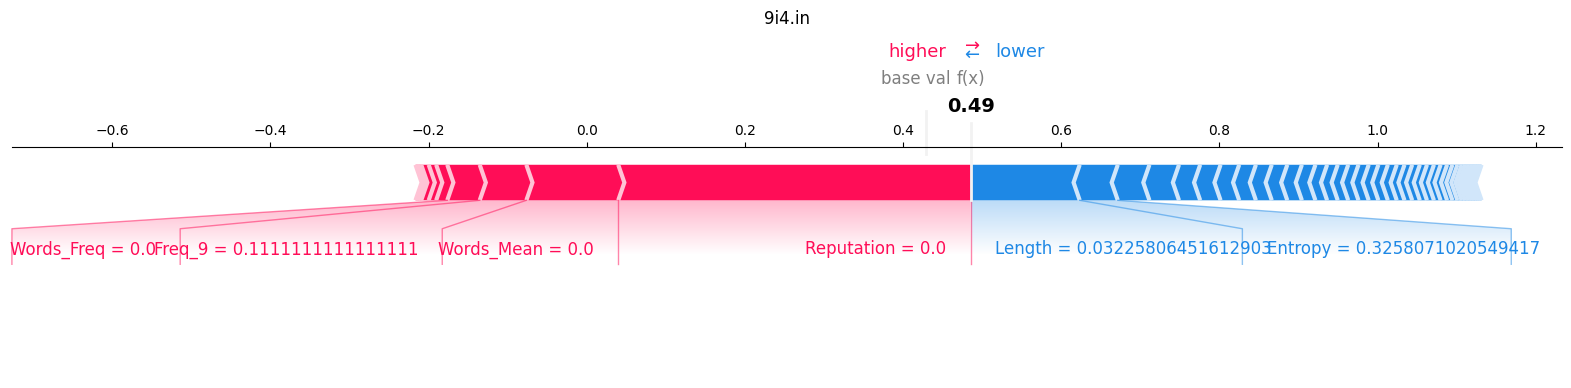 9i4.in
higher → lower
←
base val f(x)
0.49
−0.6 −0.4 −0.2 0.0 0.2 0.4 0.6 0.8 1.0 1.2
Words_Freq = 0.0 Freq_9 = 0.1111111111111111 Words_Mean = 0.0 Reputation = 0.0 Length = 0.03225806451612903 Entropy = 0.3258071020549417